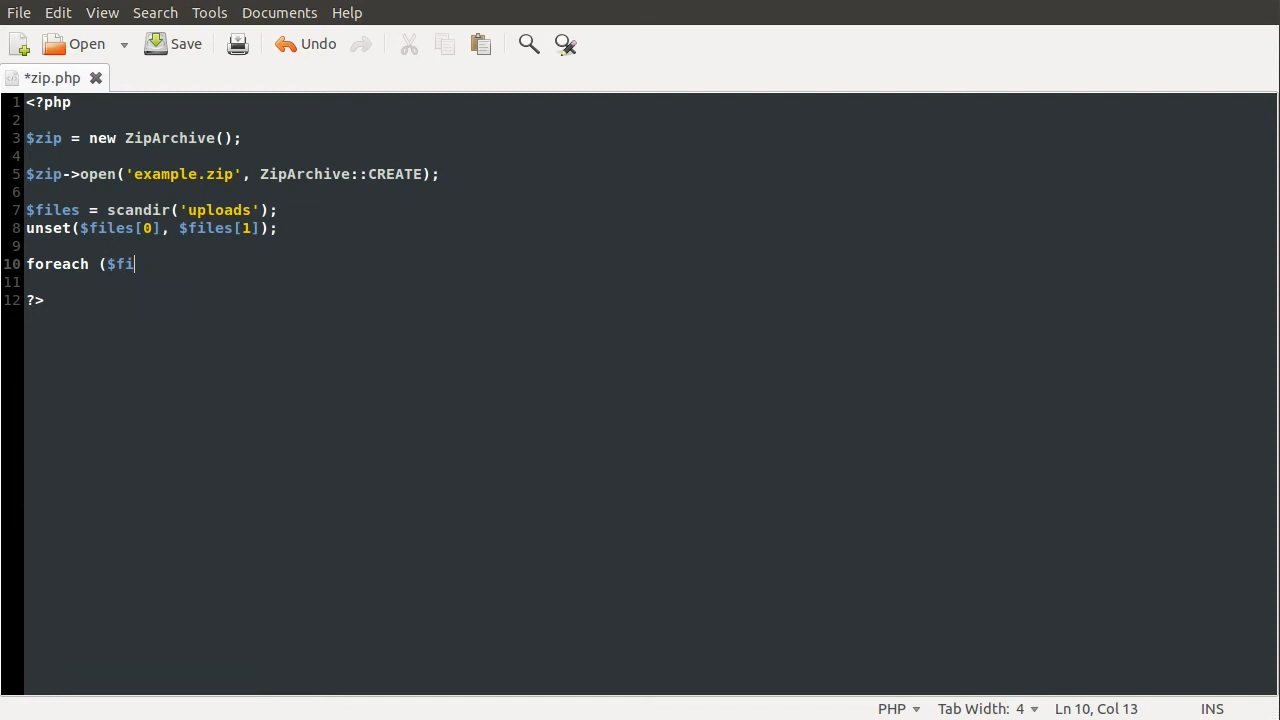 File Edit View Search Tools Documents Help
Open Save Undo
*zip.php
1 <?php
2
3 $zip = new ZipArchive();
4
5 $zip->open('example.zip', ZipArchive::CREATE);
6
7 $files = scandir('uploads');
8 unset($files[0], $files[1]);
9
10 foreach ($fi
11
12 ?>
PHP Tab Width: 4 Ln 10, Col 13 INS